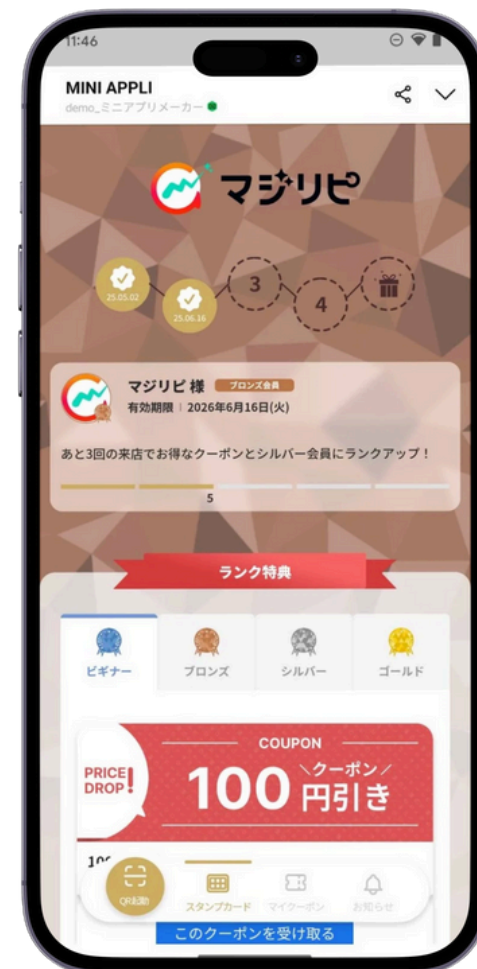 11:46
MINI APPLI
demo_ミニアプリメーカー
マジリピ
25.05.02
25.06.16
3
4
マジリピ 様 ブロンズ会員
有効期限 | 2026年6月16日(火)
あと3回の来店でお得なクーポンとシルバー会員にランクアップ！
5
ランク特典
ビギナー
ブロンズ
シルバー
ゴールド
PRICE DROP!
COUPON
100
クーポン
円引き
QR起動
スタンプカード
マイクーポン
お知らせ
このクーポンを受け取る